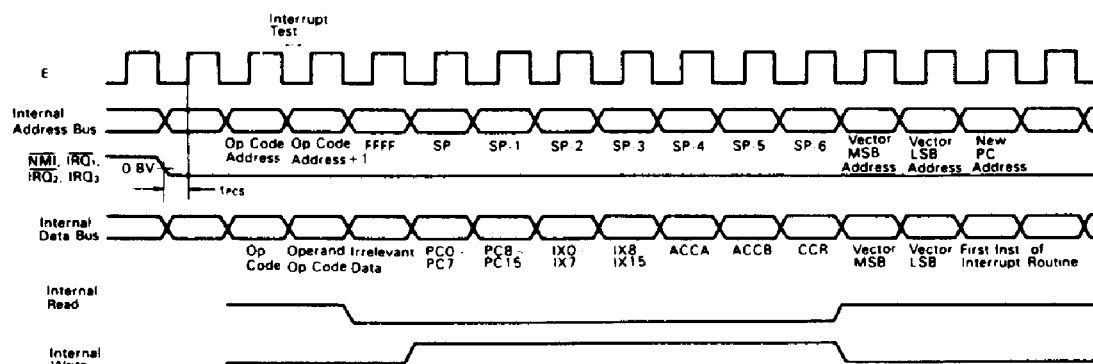 Interrupt
Test
E
Internal
Address Bus
Op Code
Address
Op Code
Address + 1
FFFF
SP
SP-1
SP-2
SP-3
SP-4
SP-5
SP-6
Vector
MSB
Address
Vector
LSB
Address
New
PC
Address
NMI, IRQ1,
IRQ2, IRQ3
0.8V
tPCS
Internal
Data Bus
Op
Code
Operand
Op Code
Irrelevant
Data
PC0-
PC7
PC8-
PC15
IX0
IX7
IX8
IX15
ACCA
ACCB
CCR
Vector
MSB
Vector
LSB
First Inst of
Interrupt Routine
Internal
Read
Internal